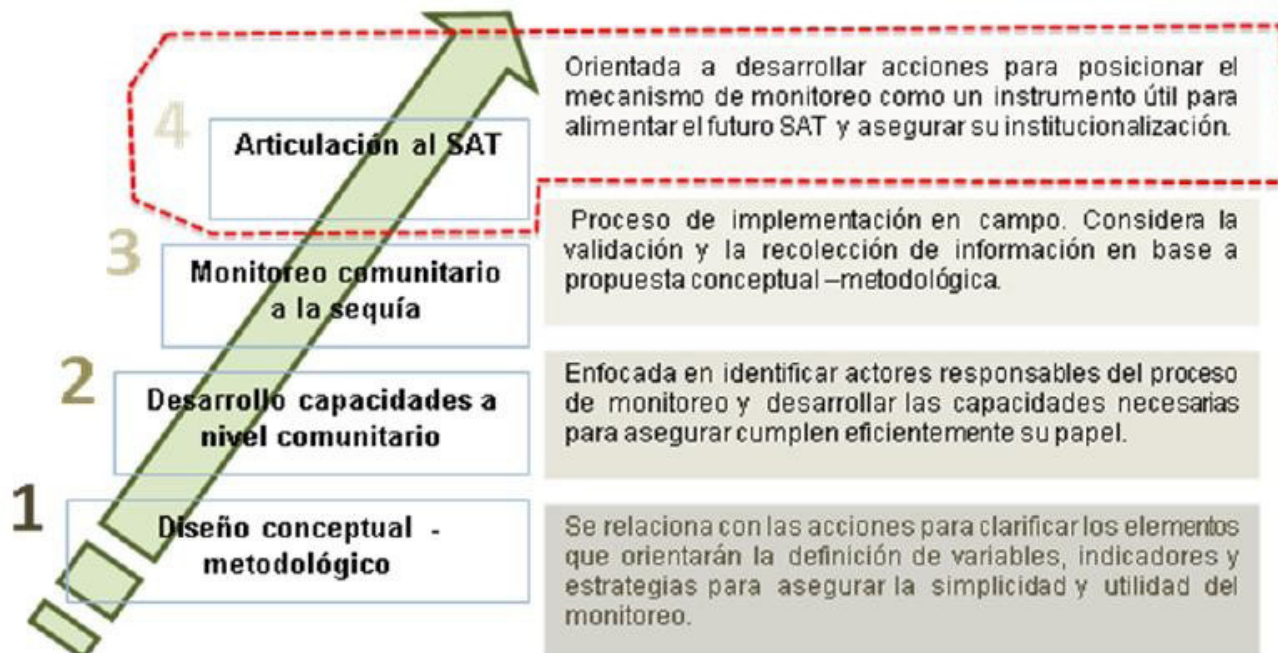 4
Articulación al SAT
Orientada a desarrollar acciones para posicionar el
mecanismo de monitoreo como un instrumento útil para
alimentar el futuro SAT y asegurar su institucionalización.
3
Monitoreo comunitario
a la sequía
Proceso de implementación en campo. Considera la
validación y la recolección de información en base a
propuesta conceptual –metodológica.
2
Desarrollo capacidades a
nivel comunitario
Enfocada en identificar actores responsables del proceso
de monitoreo y desarrollar las capacidades necesarias
para asegurar cumplen eficientemente su papel.
1
Diseño conceptual -
metodológico
Se relaciona con las acciones para clarificar los elementos
que orientarán la definición de variables, indicadores y
estrategias para asegurar la simplicidad y utilidad del
monitoreo.